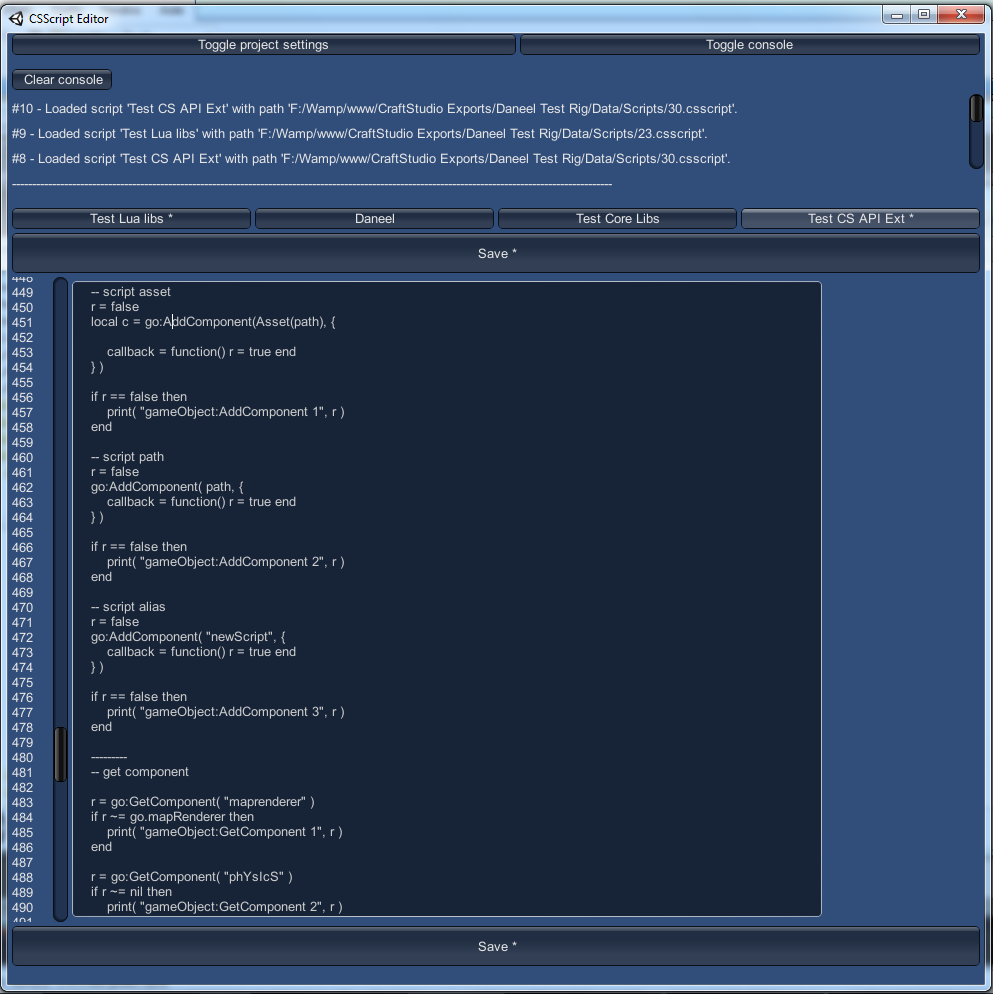 CSScript Editor
Toggle project settings
Toggle console
Clear console
#10 - Loaded script 'Test CS API Ext' with path 'F:/Wamp/www/CraftStudio Exports/Daneel Test Rig/Data/Scripts/30.csscript'.
#9 - Loaded script 'Test Lua libs' with path 'F:/Wamp/www/CraftStudio Exports/Daneel Test Rig/Data/Scripts/23.csscript'.
#8 - Loaded script 'Test CS API Ext' with path 'F:/Wamp/www/CraftStudio Exports/Daneel Test Rig/Data/Scripts/30.csscript'.
Test Lua libs *
Daneel
Test Core Libs
Test CS API Ext *
Save *
448
449 -- script asset
450 r = false
451 local c = go:AddComponent(Asset(path), {
452
453 callback = function() r = true end
454 } )
455
456 if r == false then
457 print( "gameObject:AddComponent 1", r )
458 end
459
460 -- script path
461 r = false
462 go:AddComponent( path, {
463 callback = function() r = true end
464 } )
465
466 if r == false then
467 print( "gameObject:AddComponent 2", r )
468 end
469
470 -- script alias
471 r = false
472 go:AddComponent( "newScript", {
473 callback = function() r = true end
474 } )
475
476 if r == false then
477 print( "gameObject:AddComponent 3", r )
478 end
479
480 ---------
481 -- get component
482
483 r = go:GetComponent( "maprenderer" )
484 if r ~= go.mapRenderer then
485 print( "gameObject:GetComponent 1", r )
486 end
487
488 r = go:GetComponent( "phYsIcS" )
489 if r ~= nil then
490 print( "gameObject:GetComponent 2", r )
491
Save *